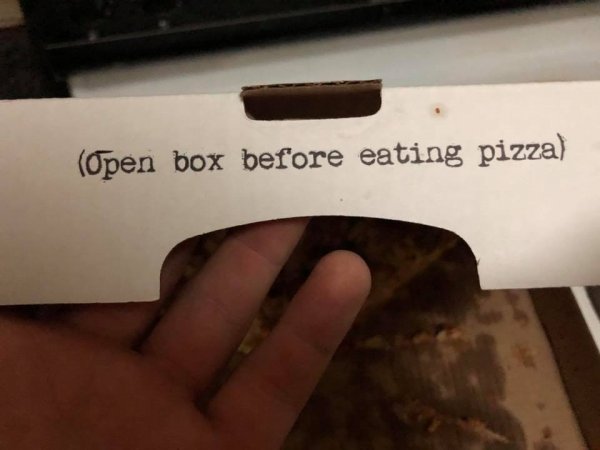 (Open box before eating pizza)